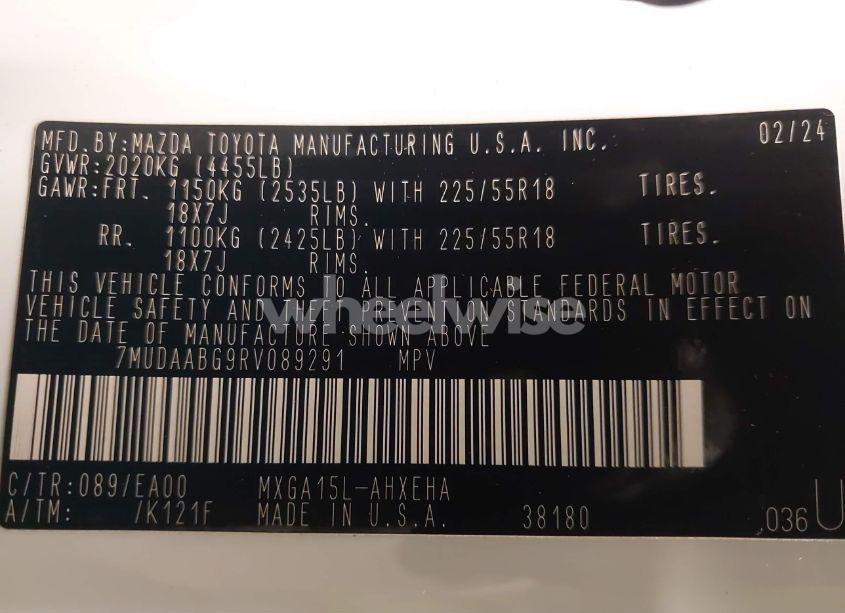 MFD. BY:MAZDA TOYOTA MANUFACTURING U.S.A. INC. 02/24
GVWR:2020KG (4455LB)
GAWR:FRT. 1150KG (2535LB) WITH 225/55R18 TIRES.
18X7J RIMS.
RR. 1100KG (2425LB) WITH 225/55R18 TIRES.
18X7J RIMS.
THIS VEHICLE CONFORMS TO ALL APPLICABLE FEDERAL MOTOR
VEHICLE SAFETY AND THEFT PREVENTION STANDARDS IN EFFECT ON
THE DATE OF MANUFACTURE SHOWN ABOVE
wheelwise
7MUDAABG9RV089291 MPV
C/TR:089/EA00 MXGA15L-AHXEHA
A/TM: /K121F MADE IN U.S.A. 38180 036 U